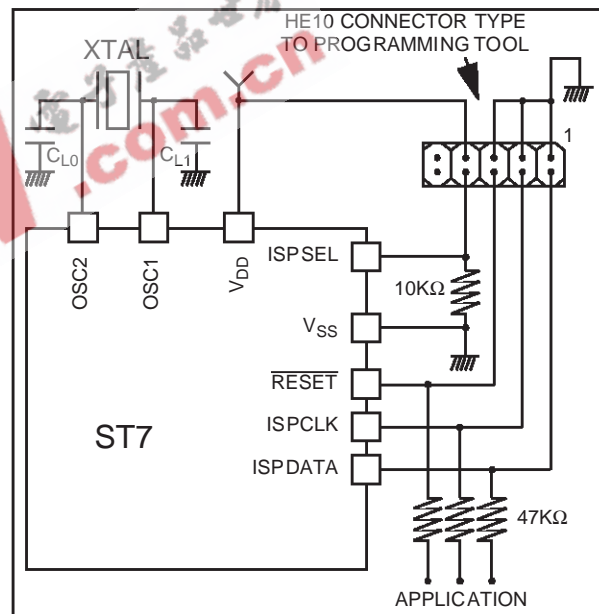 HE10 CONNECTOR TYPE
TO PROGRAMMING TOOL
XTAL
1
CL0
CL1
.com.cn
OSC2
OSC1
VDD
ISPSEL
10KΩ
VSS
RESET
ISPCLK
ST7
ISPDATA
47KΩ
APPLICATION